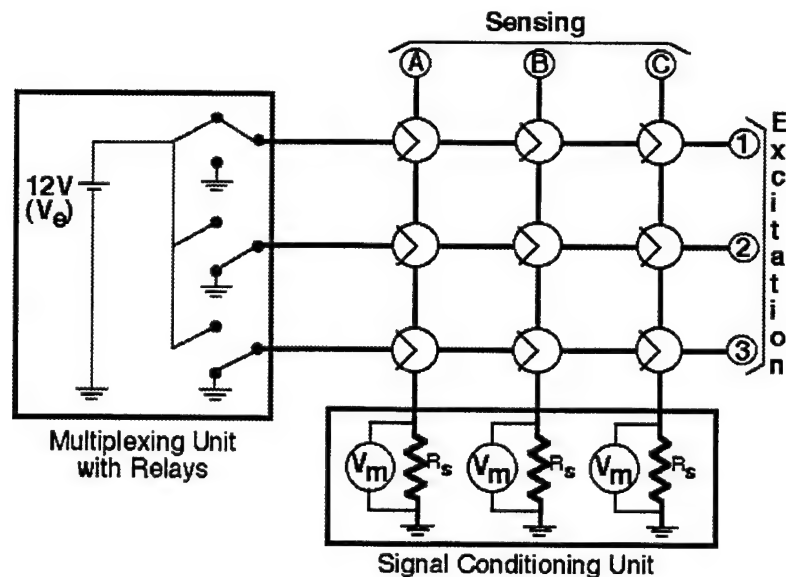 Sensing
A B C
12V
(Ve)
1
2
3
Excitation
Multiplexing Unit
with Relays
Vm Rs Vm Rs Vm Rs
Signal Conditioning Unit